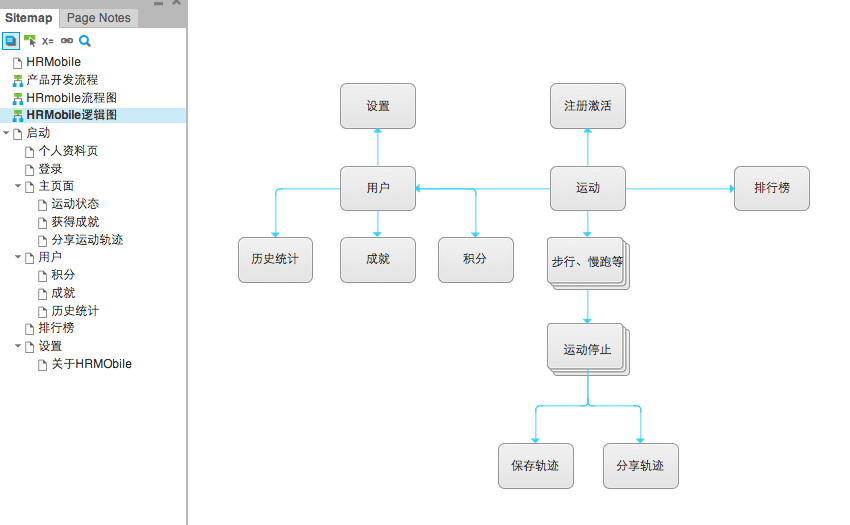 Sitemap
Page Notes
X=
HRMobile
产品开发流程
HRmobile流程图
HRMobile逻辑图
启动
个人资料页
登录
主页面
运动状态
获得成就
分享运动轨迹
用户
积分
成就
历史统计
排行榜
设置
关于HRMObile
设置
注册激活
用户
运动
排行榜
历史统计
成就
积分
步行、慢跑等
运动停止
保存轨迹
分享轨迹